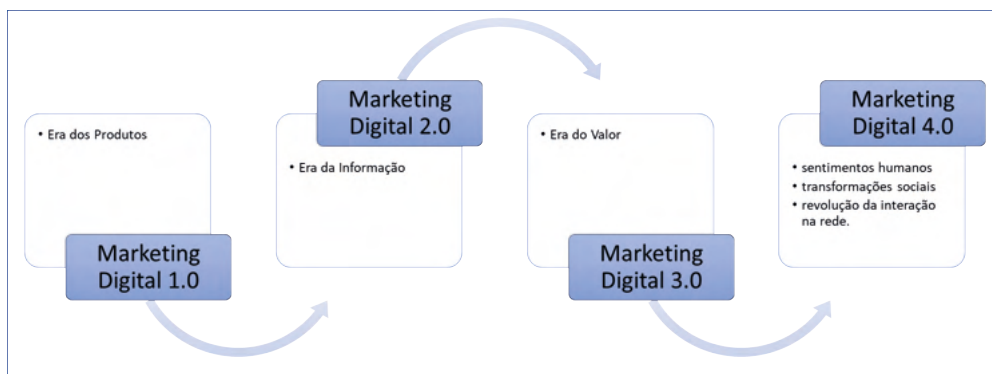 • Era dos Produtos
Marketing
Digital 1.0
Marketing
Digital 2.0
• Era da Informação
• Era do Valor
Marketing
Digital 3.0
Marketing
Digital 4.0
• sentimentos humanos
• transformações sociais
• revolução da interação
na rede.